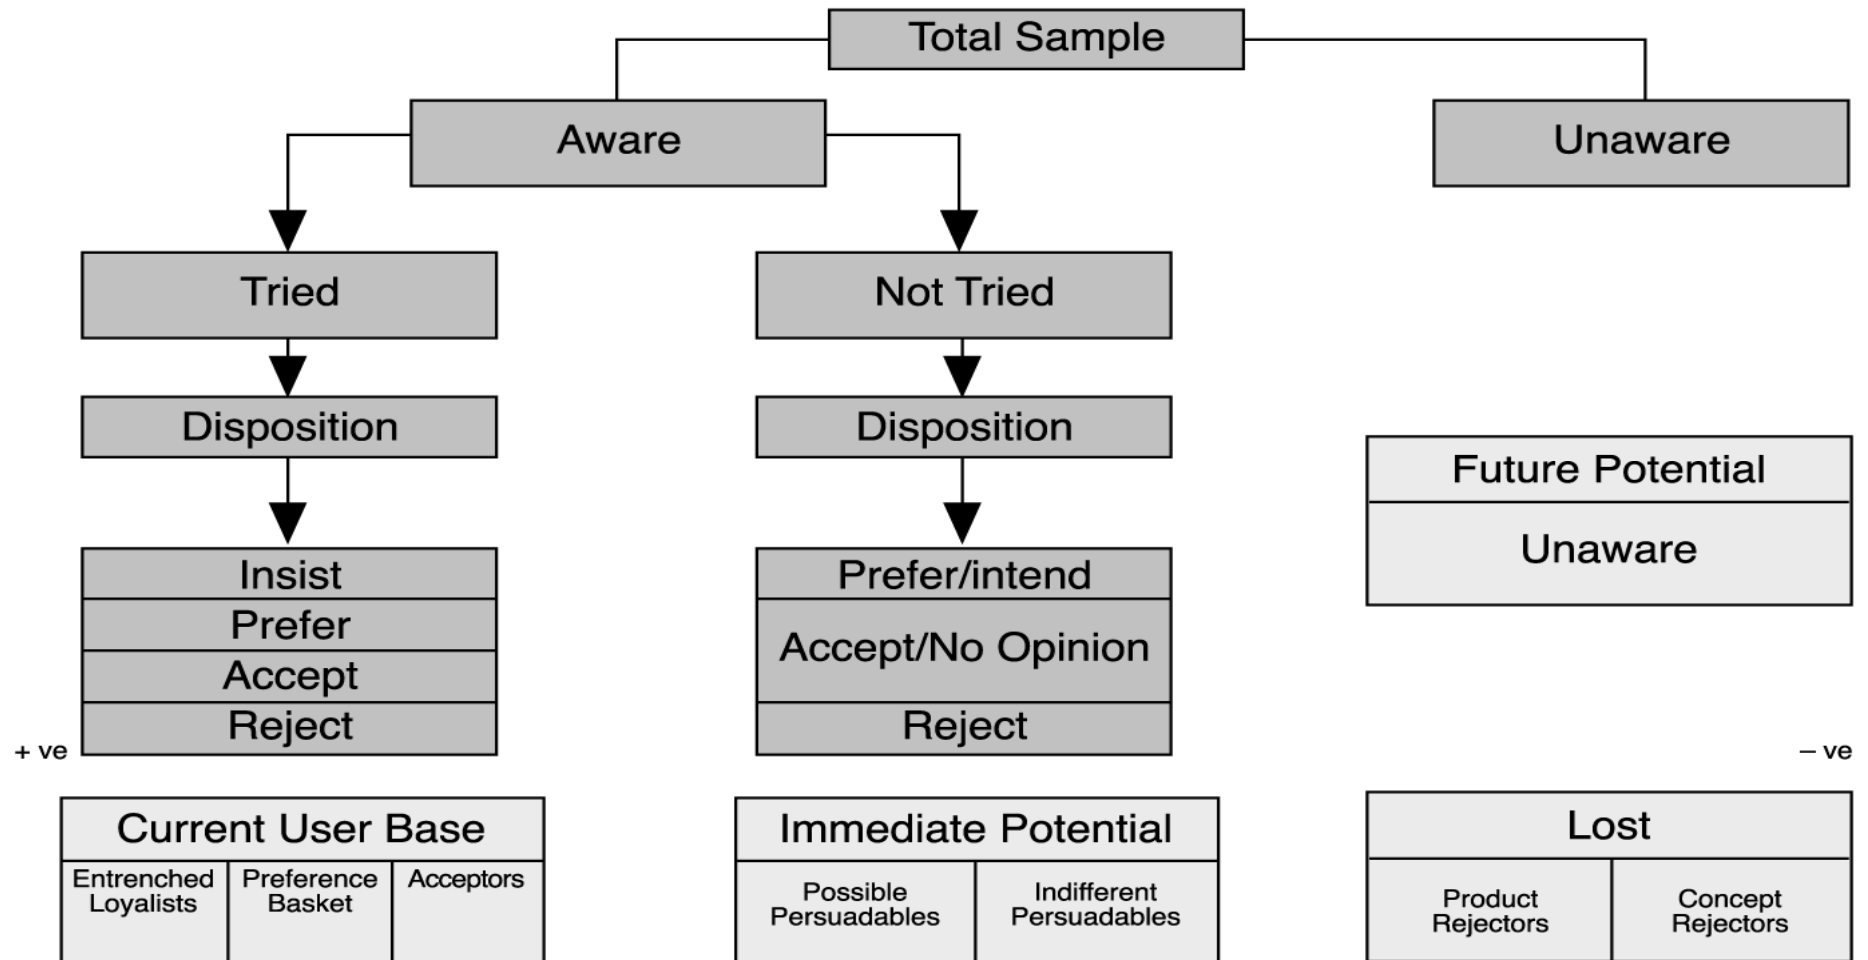 Total Sample
Aware
Unaware
Tried
Not Tried
Disposition
Disposition
Future Potential
Unaware
Insist
Prefer
Accept
Reject
Prefer/intend
Accept/No Opinion
Reject
+ ve
– ve
Current User Base
Entrenched
Loyalists
Preference
Basket
Acceptors
Immediate Potential
Possible
Persuadables
Indifferent
Persuadables
Lost
Product
Rejectors
Concept
Rejectors